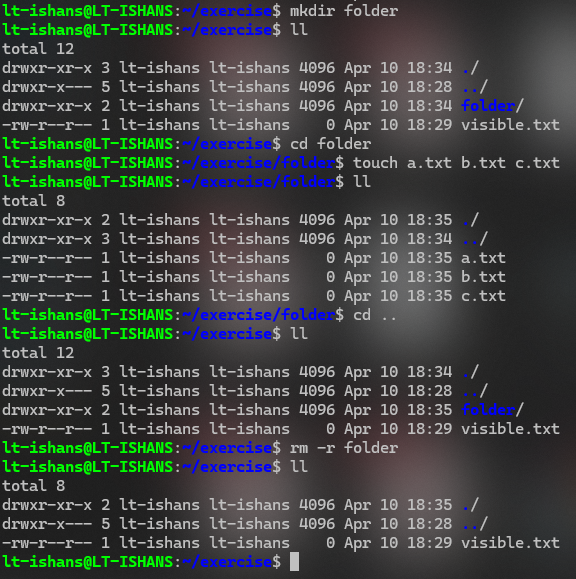 lt-ishans@LT-ISHANS:~/exercise$ mkdir folder
lt-ishans@LT-ISHANS:~/exercise$ ll
total 12
drwxr-xr-x 3 lt-ishans lt-ishans 4096 Apr 10 18:34 ./
drwxr-x--- 5 lt-ishans lt-ishans 4096 Apr 10 18:28 ../
drwxr-xr-x 2 lt-ishans lt-ishans 4096 Apr 10 18:34 folder/
-rw-r--r-- 1 lt-ishans lt-ishans    0 Apr 10 18:29 visible.txt
lt-ishans@LT-ISHANS:~/exercise$ cd folder
lt-ishans@LT-ISHANS:~/exercise/folder$ touch a.txt b.txt c.txt
lt-ishans@LT-ISHANS:~/exercise/folder$ ll
total 8
drwxr-xr-x 2 lt-ishans lt-ishans 4096 Apr 10 18:35 ./
drwxr-xr-x 3 lt-ishans lt-ishans 4096 Apr 10 18:34 ../
-rw-r--r-- 1 lt-ishans lt-ishans    0 Apr 10 18:35 a.txt
-rw-r--r-- 1 lt-ishans lt-ishans    0 Apr 10 18:35 b.txt
-rw-r--r-- 1 lt-ishans lt-ishans    0 Apr 10 18:35 c.txt
lt-ishans@LT-ISHANS:~/exercise/folder$ cd ..
lt-ishans@LT-ISHANS:~/exercise$ ll
total 12
drwxr-xr-x 3 lt-ishans lt-ishans 4096 Apr 10 18:34 ./
drwxr-x--- 5 lt-ishans lt-ishans 4096 Apr 10 18:28 ../
drwxr-xr-x 2 lt-ishans lt-ishans 4096 Apr 10 18:35 folder/
-rw-r--r-- 1 lt-ishans lt-ishans    0 Apr 10 18:29 visible.txt
lt-ishans@LT-ISHANS:~/exercise$ rm -r folder
lt-ishans@LT-ISHANS:~/exercise$ ll
total 8
drwxr-xr-x 2 lt-ishans lt-ishans 4096 Apr 10 18:35 ./
drwxr-x--- 5 lt-ishans lt-ishans 4096 Apr 10 18:28 ../
-rw-r--r-- 1 lt-ishans lt-ishans    0 Apr 10 18:29 visible.txt
lt-ishans@LT-ISHANS:~/exercise$